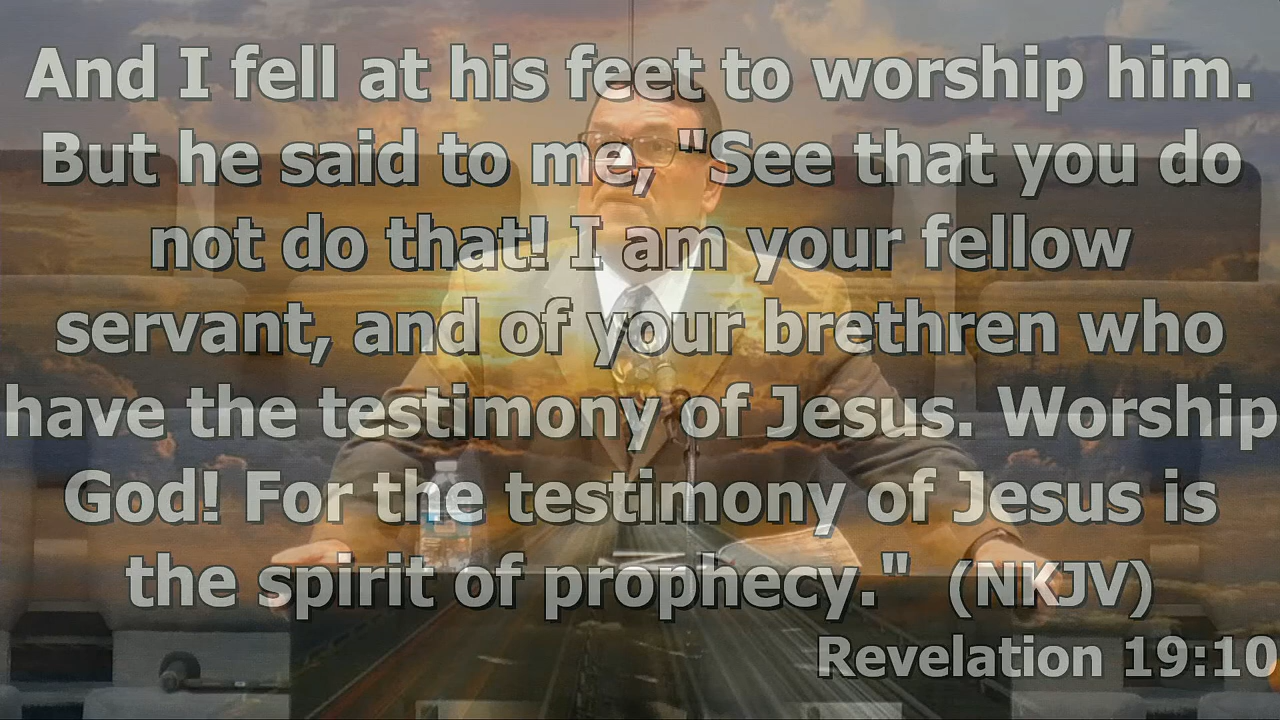 And I fell at his feet to worship him.
But he said to me, "See that you do
not do that! I am your fellow
servant, and of your brethren who
have the testimony of Jesus. Worship
God! For the testimony of Jesus is
the spirit of prophecy." (NKJV)
Revelation 19:10